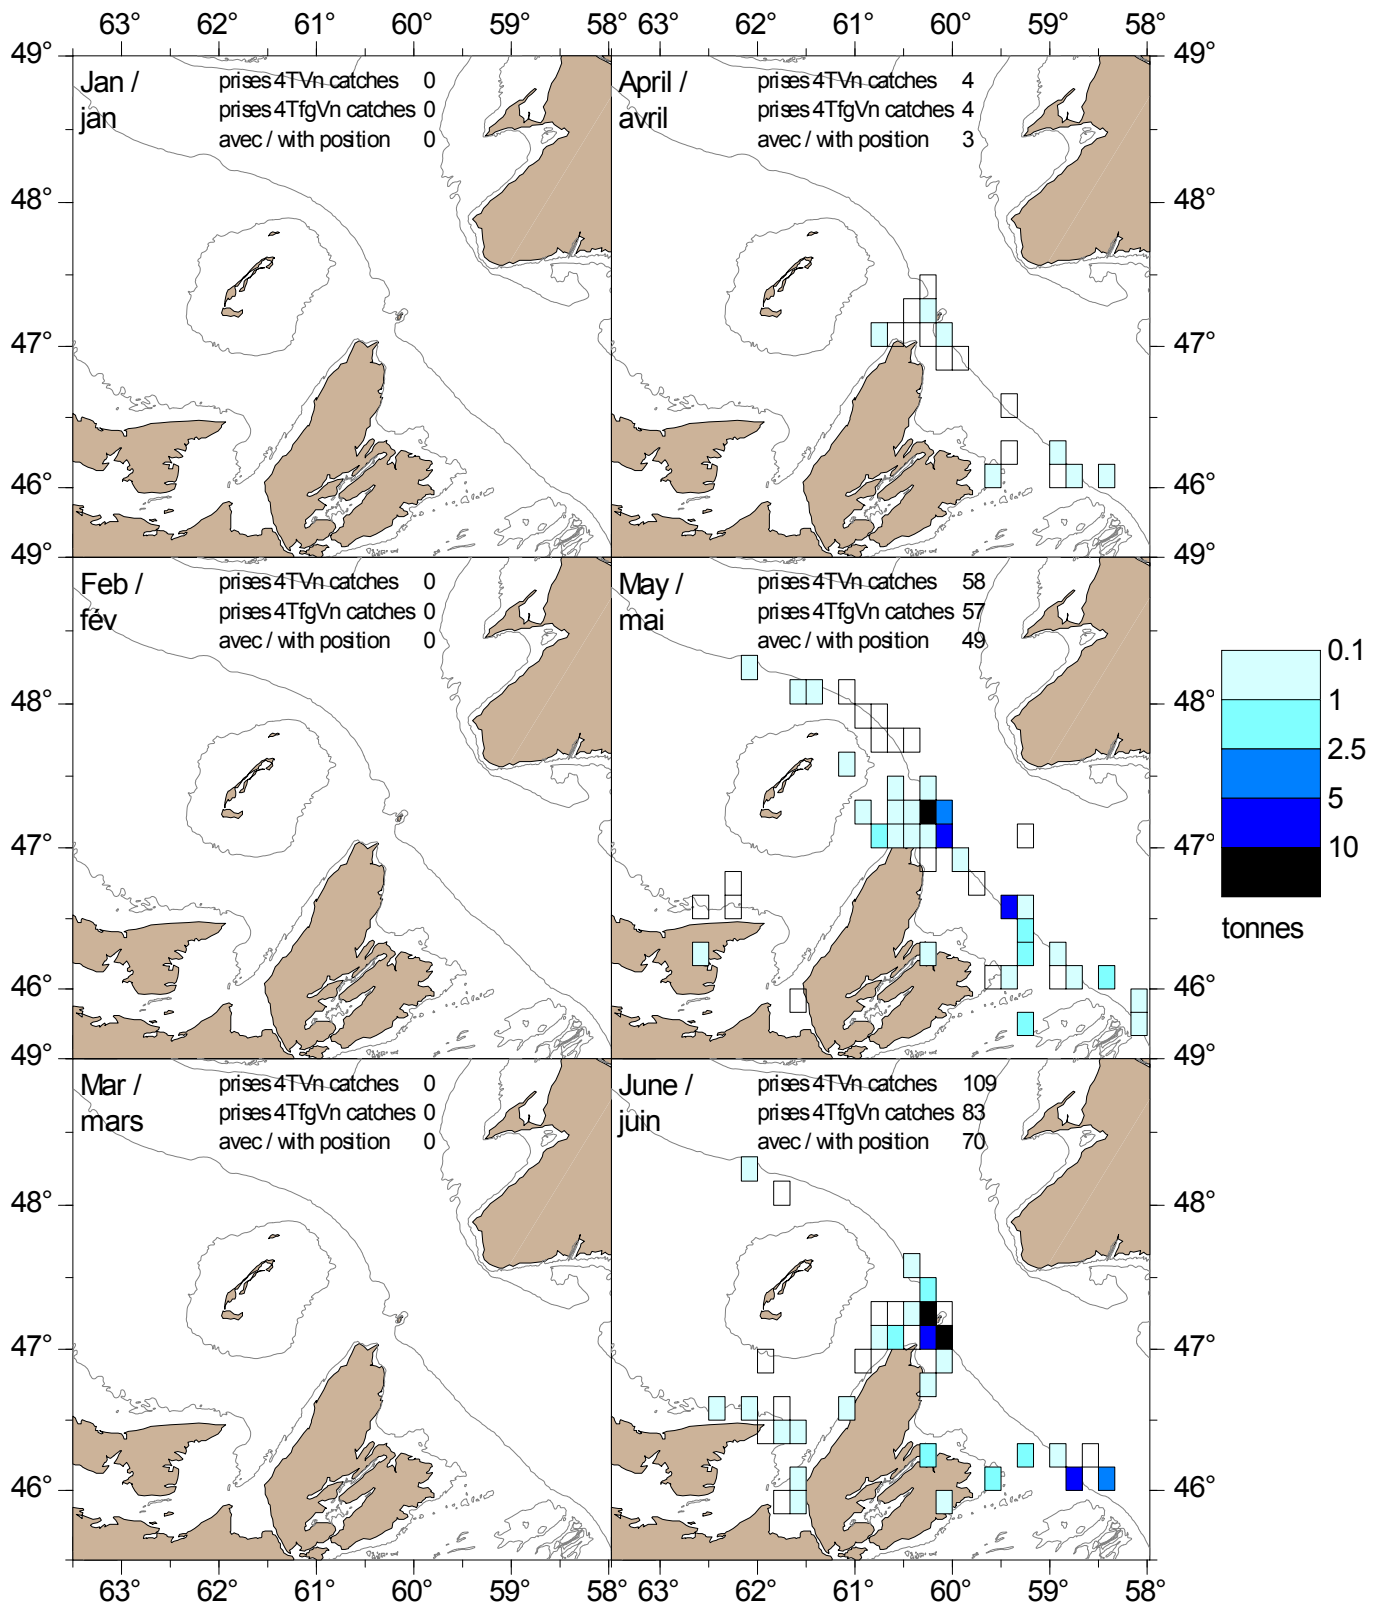 63° 62° 61° 60° 59° 58° 63° 62° 61° 60° 59° 58°
49° 49°
Jan / jan
prises 4TVn catches 0
prises 4TfgVn catches 0
avec / with position 0
April / avril
prises 4TVn catches 4
prises 4TfgVn catches 4
avec / with position 3
48° 48°
47° 47°
46° 46°
49° 49°
Feb / fév
prises 4TVn catches 0
prises 4TfgVn catches 0
avec / with position 0
May / mai
prises 4TVn catches 58
prises 4TfgVn catches 57
avec / with position 49
48° 48°
47° 47°
46° 46°
0.1
1
2.5
5
10
tonnes
49° 49°
Mar / mars
prises 4TVn catches 0
prises 4TfgVn catches 0
avec / with position 0
June / juin
prises 4TVn catches 109
prises 4TfgVn catches 83
avec / with position 70
48° 48°
47° 47°
46° 46°
63° 62° 61° 60° 59° 58° 63° 62° 61° 60° 59° 58°